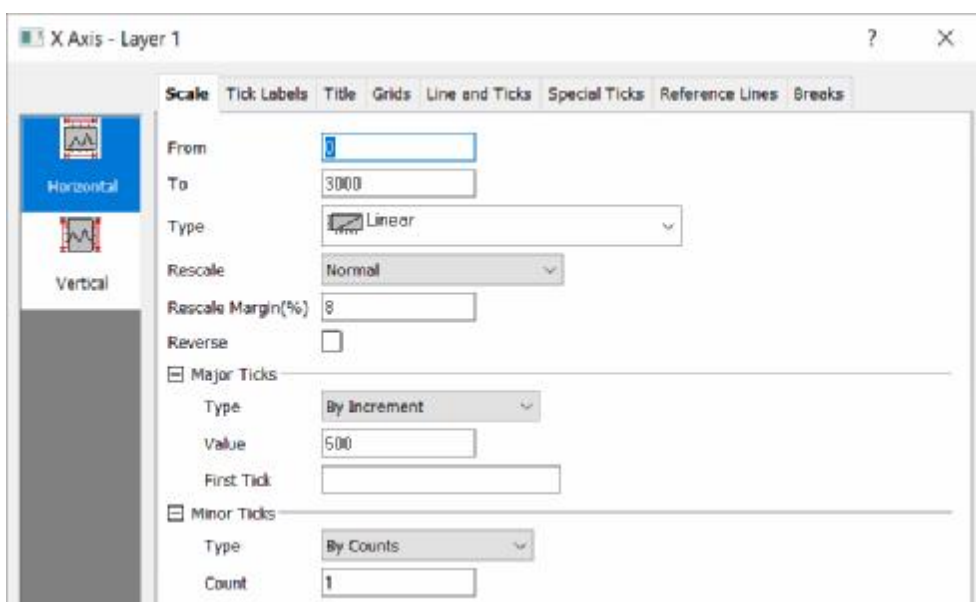 X Axis - Layer 1 ?
Scale Tick Labels Title Grids Line and Ticks Special Ticks Reference Lines Breaks
Horizontal
Vertical
From 0
To 3000
Type Linear
Rescale Normal
Rescale Margin(%) 8
Reverse
Major Ticks
Type By Increment
Value 500
First Tick
Minor Ticks
Type By Counts
Count 1